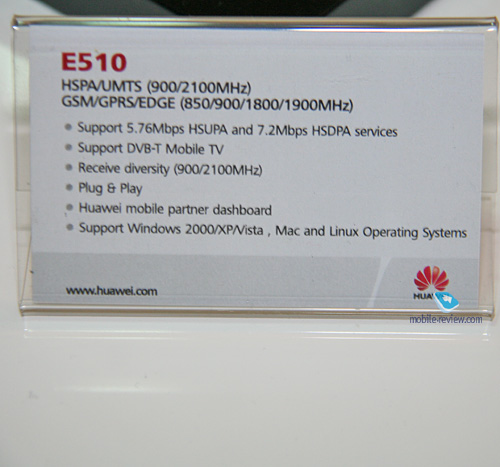 E510
HSPA/UMTS (900/2100MHz)
GSM/GPRS/EDGE (850/900/1800/1900MHz)
• Support 5.76Mbps HSUPA and 7.2Mbps HSDPA services
• Support DVB-T Mobile TV
• Receive diversity (900/2100MHz)
• Plug & Play
• Huawei mobile partner dashboard
• Support Windows 2000/XP/Vista , Mac and Linux Operating Systems
www.huawei.com
mobile-review.com